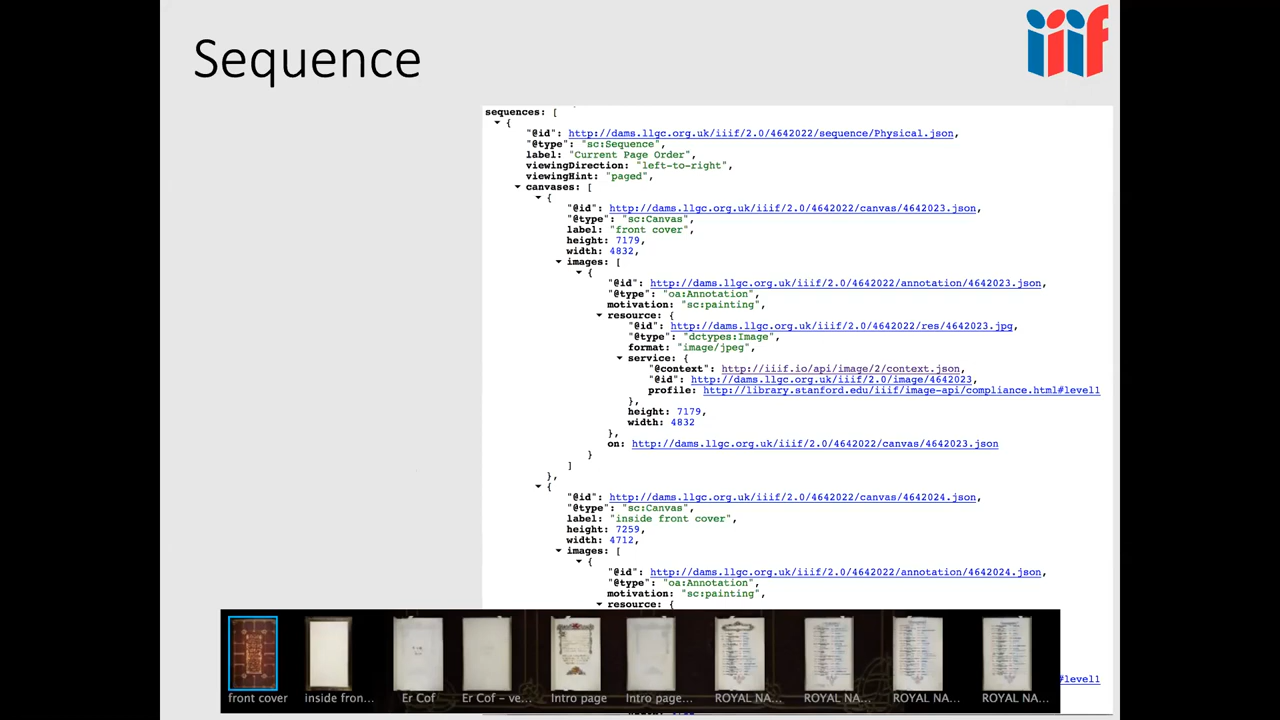 Sequence
iiif
sequences: [
{
"@id": http://dams.llgc.org.uk/iiif/2.0/4642022/sequence/Physical.json,
"@type": "sc:Sequence",
label: "Current Page Order",
viewingDirection: "left-to-right",
viewingHint: "paged",
canvases: [
{
"@id": http://dams.llgc.org.uk/iiif/2.0/4642022/canvas/4642023.json,
"@type": "sc:Canvas",
label: "front cover",
height: 7179,
width: 4832,
images: [
{
"@id": http://dams.llgc.org.uk/iiif/2.0/4642022/annotation/4642023.json,
"@type": "oa:Annotation",
motivation: "sc:painting",
resource: {
"@id": http://dams.llgc.org.uk/iiif/2.0/4642022/res/4642023.jpg,
"@type": "dctypes:Image",
format: "image/jpeg",
service: {
"@context": http://iiif.io/api/image/2/context.json,
"@id": http://dams.llgc.org.uk/iiif/2.0/image/4642023,
profile: http://library.stanford.edu/iiif/image-api/compliance.html#level1
},
height: 7179,
width: 4832
},
on: http://dams.llgc.org.uk/iiif/2.0/4642022/canvas/4642023.json
}
]
},
{
"@id": http://dams.llgc.org.uk/iiif/2.0/4642022/canvas/4642024.json,
"@type": "sc:Canvas",
label: "inside front cover",
height: 7259,
width: 4712,
images: [
{
"@id": http://dams.llgc.org.uk/iiif/2.0/4642022/annotation/4642024.json,
"@type": "oa:Annotation",
motivation: "sc:painting",
resource: {
#level1
front cover inside fron... Er Cof Er Cof – ve... Intro page Intro page... ROYAL NA... ROYAL NA... ROYAL NA... ROYAL NA...